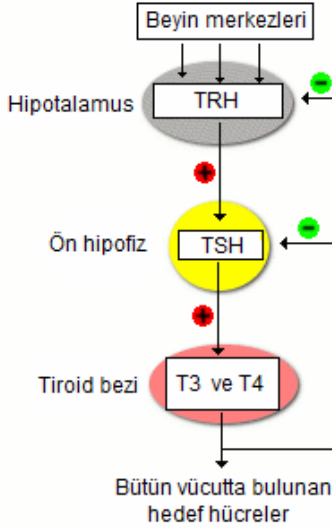 Beyin merkezleri
Hipotalamus
TRH
-
+
Ön hipofiz
TSH
-
+
Tiroid bezi
T3 ve T4
Bütün vücutta bulunan
hedef hücreler